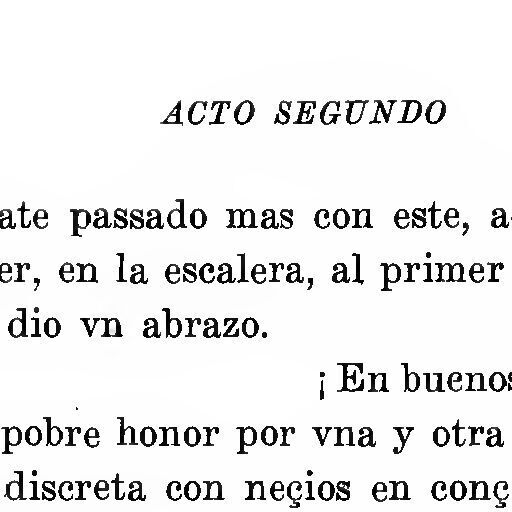 ACTO SEGUNDO
ate passado mas con este, a
er, en la escalera, al primer
dio vn abrazo.
¡ En buenos
pobre honor por vna y otra
discreta con neçios en conç